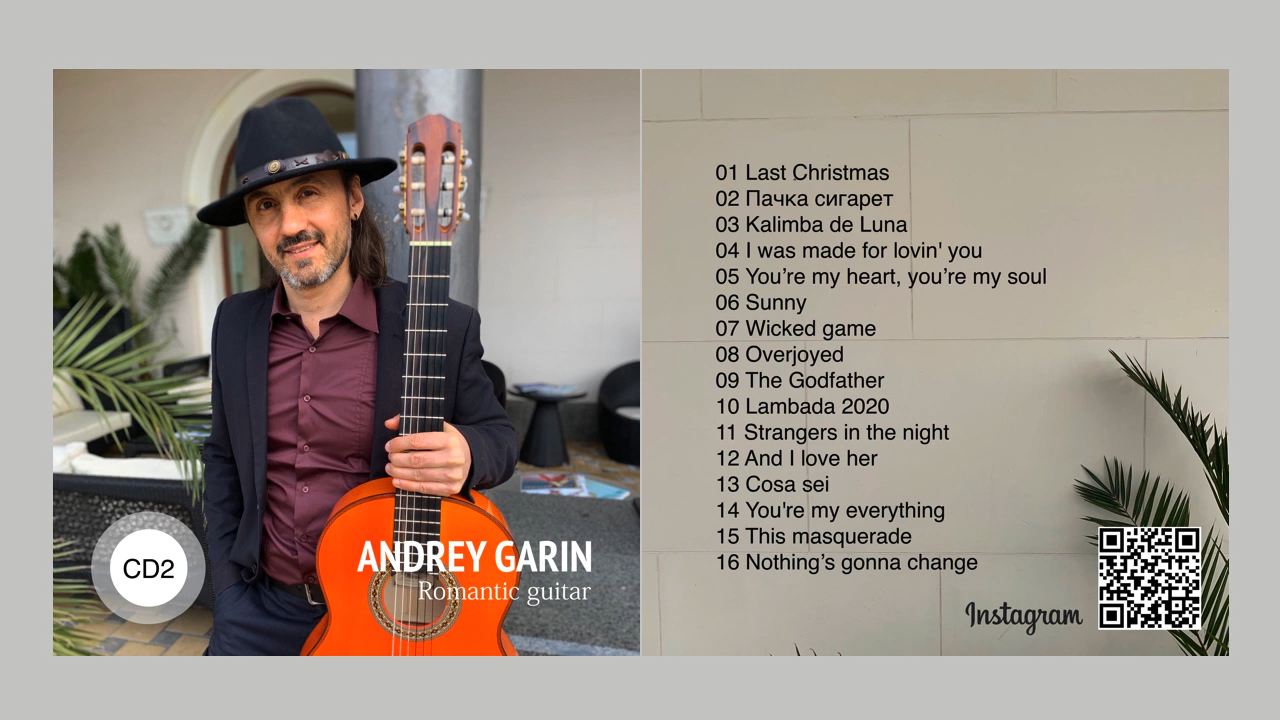 CD2
ANDREY GARIN
Romantic guitar
01 Last Christmas
02 Пачка сигарет
03 Kalimba de Luna
04 I was made for lovin' you
05 You’re my heart, you’re my soul
06 Sunny
07 Wicked game
08 Overjoyed
09 The Godfather
10 Lambada 2020
11 Strangers in the night
12 And I love her
13 Cosa sei
14 You're my everything
15 This masquerade
16 Nothing’s gonna change
Instagram